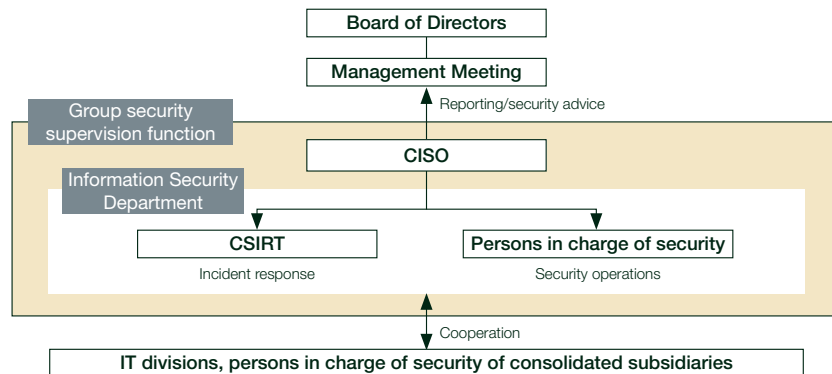 Board of Directors
Management Meeting
Reporting/security advice
Group security
supervision function
CISO
Information Security
Department
CSIRT
Persons in charge of security
Incident response
Security operations
Cooperation
IT divisions, persons in charge of security of consolidated subsidiaries